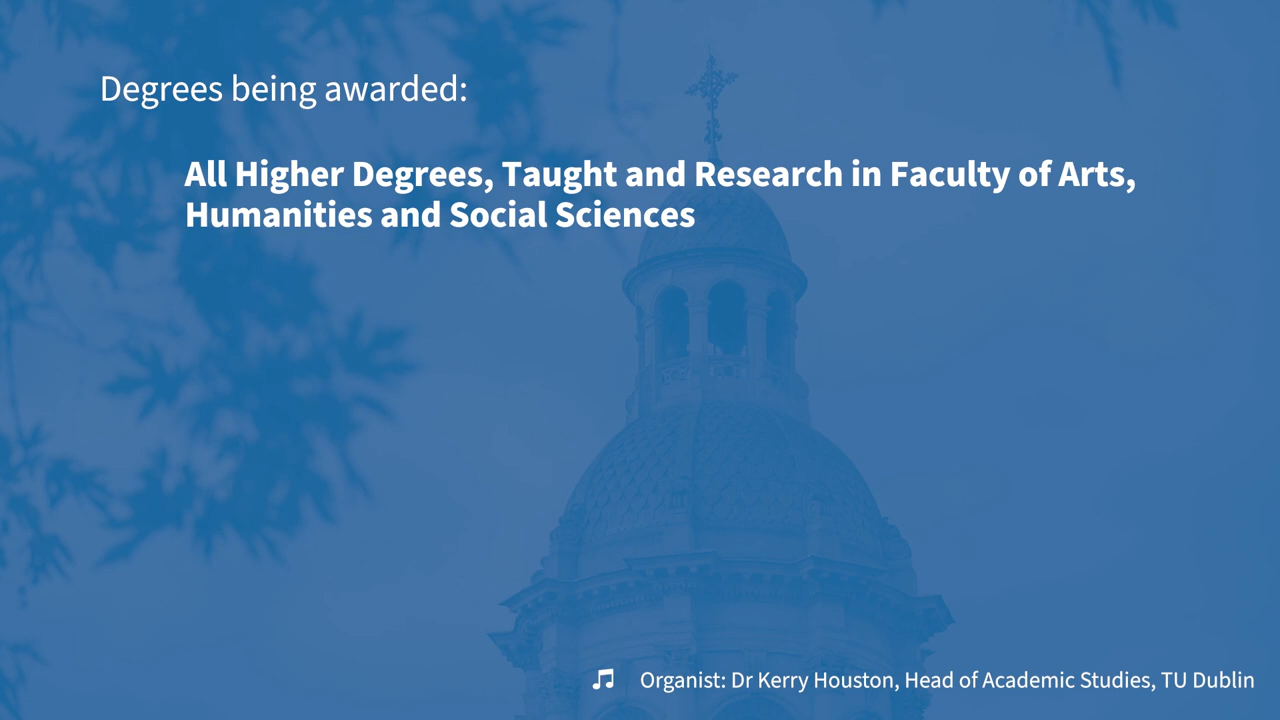 Degrees being awarded:
All Higher Degrees, Taught and Research in Faculty of Arts,
Humanities and Social Sciences
Organist: Dr Kerry Houston, Head of Academic Studies, TU Dublin